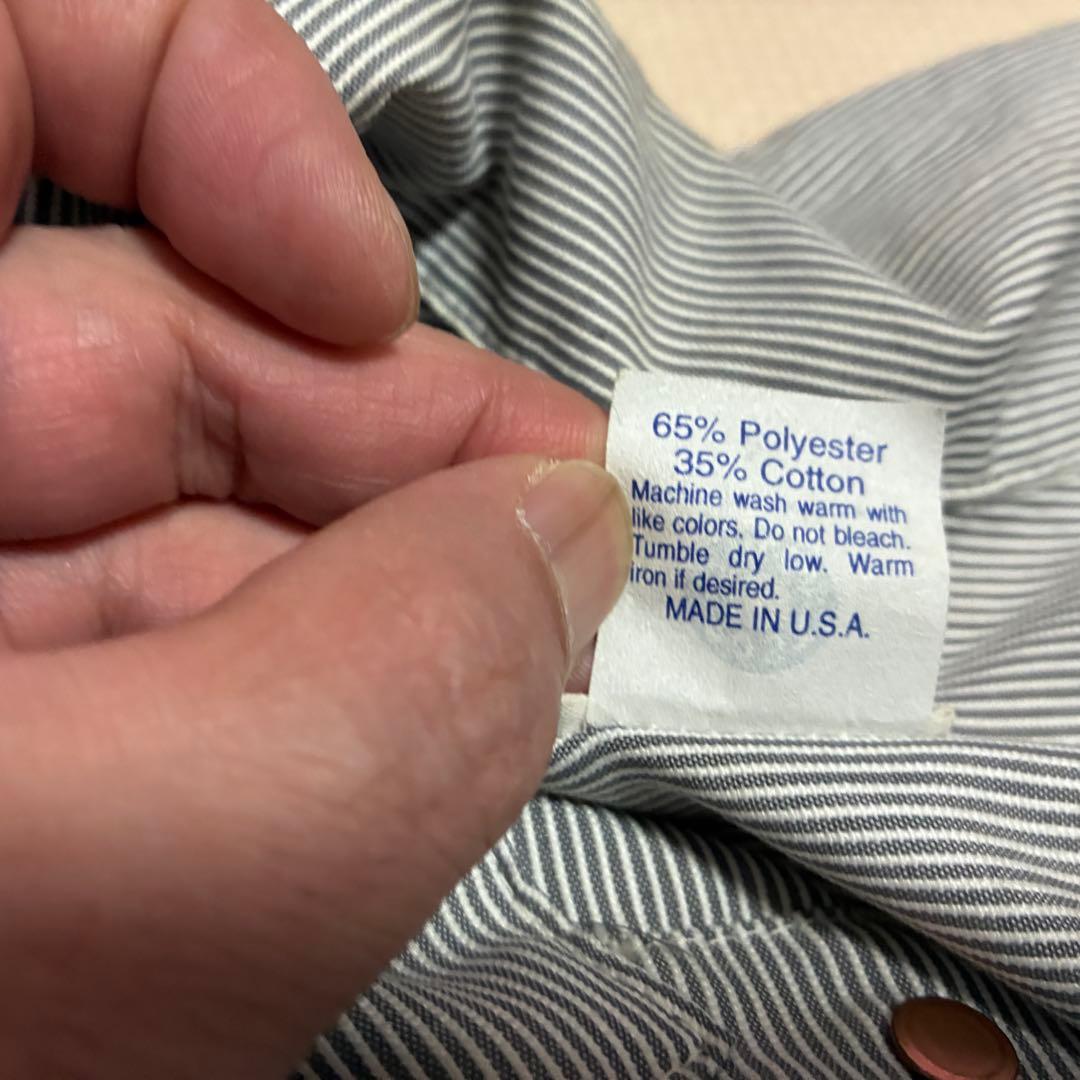 65% Polyester
35% Cotton
Machine wash warm with
like colors. Do not bleach.
Tumble dry low. Warm
iron if desired.
MADE IN U.S.A.